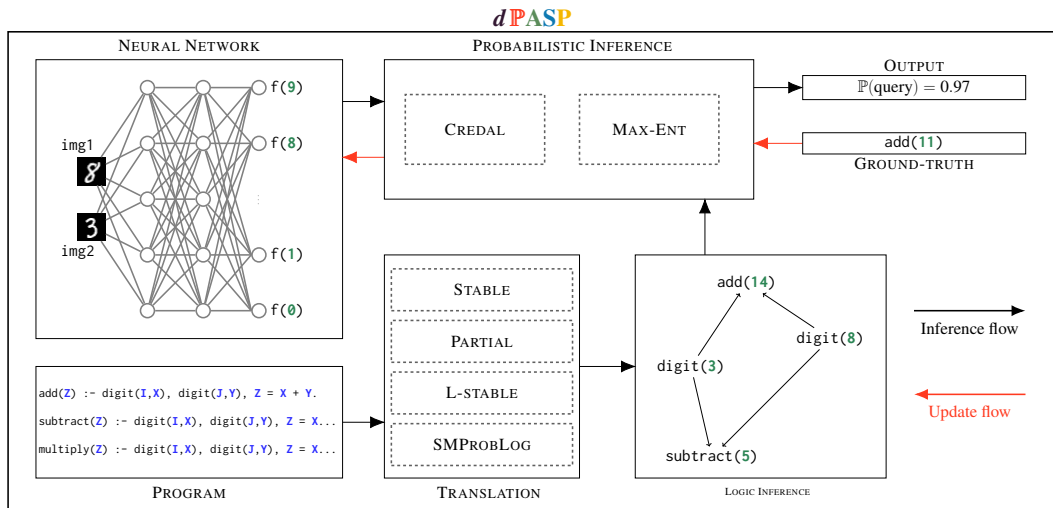 dPASP
NEURAL NETWORK
img1
8
3
img2
f(9)
f(8)
f(1)
f(0)
PROBABILISTIC INFERENCE
CREDAL
MAX-ENT
OUTPUT
ℙ(query) = 0.97
add(11)
GROUND-TRUTH
add(Z) :- digit(I,X), digit(J,Y), Z = X + Y.
subtract(Z) :- digit(I,X), digit(J,Y), Z = X...
multiply(Z) :- digit(I,X), digit(J,Y), Z = X...
PROGRAM
STABLE
PARTIAL
L-STABLE
SMPROBLOG
TRANSLATION
add(14)
digit(8)
digit(3)
subtract(5)
LOGIC INFERENCE
Inference flow
Update flow